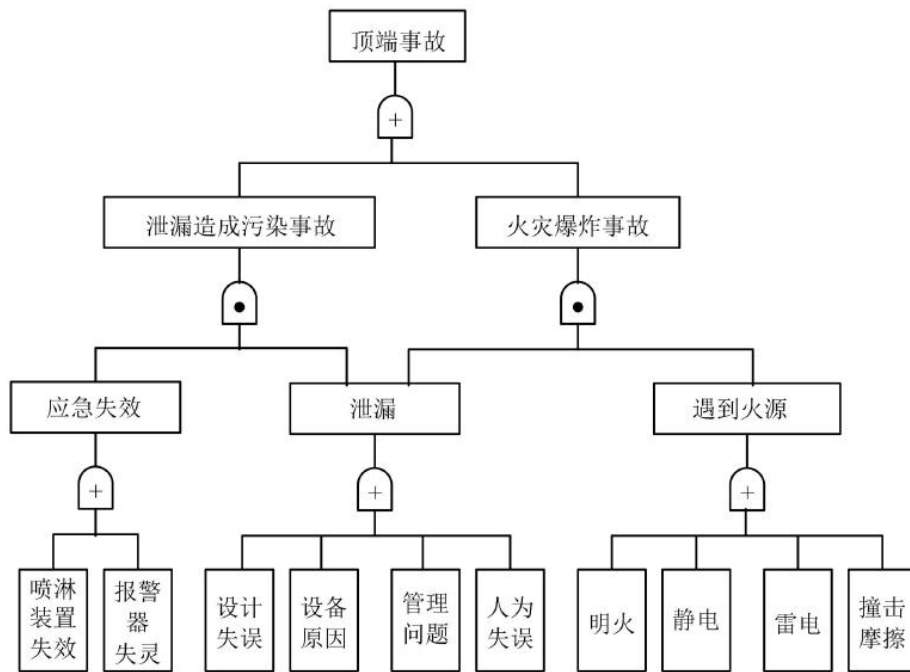 顶端事故
+
泄漏造成污染事故
火灾爆炸事故
应急失效
泄漏
遇到火源
+
+
+
喷淋
装置
失效
报警
器
失灵
设计
失误
设备
原因
管理
问题
人为
失误
明火
静电
雷电
撞击
摩擦